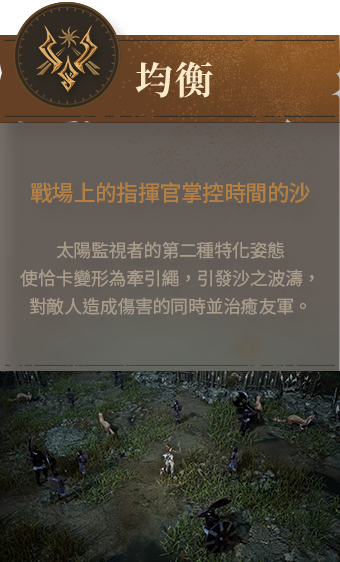 均衡
戰場上的指揮官掌控時間的沙
太陽監視者的第二種特化姿態
使恰卡變形為牽引繩，引發沙之波濤，
對敵人造成傷害的同時並治癒友軍。